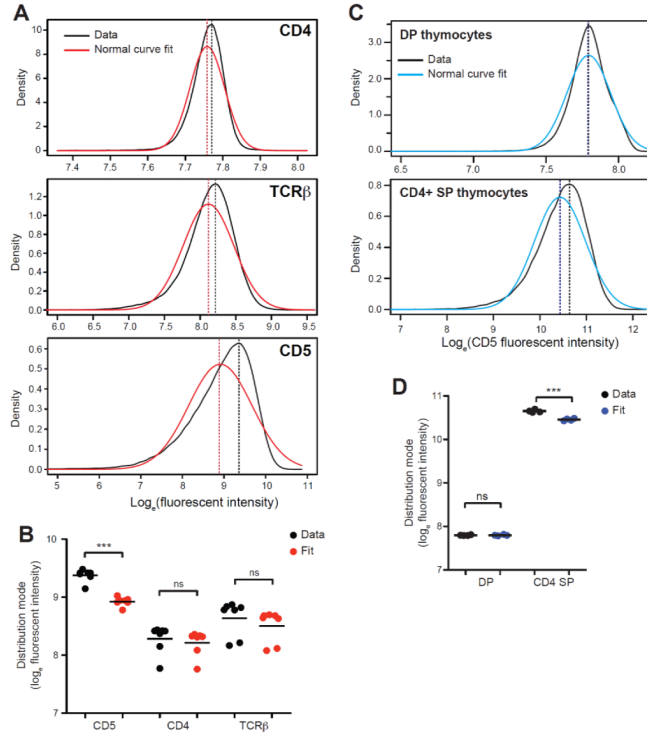 A
CD4
Data
Normal curve fit
Density
10
8
6
4
2
0
7.4 7.5 7.6 7.7 7.8 7.9 8.0
TCRβ
Density
1.2
1.0
0.8
0.6
0.4
0.2
0.0
6.0 6.5 7.0 7.5 8.0 8.5 9.0 9.5
CD5
Density
0.6
0.5
0.4
0.3
0.2
0.1
0.0
5 6 7 8 9 10 11
Loge(fluorescent intensity)
B
Data
Fit
Distribution mode
(loge fluorescent intensity)
10
9
8
7
*** ns ns
CD5 CD4 TCRβ
C
DP thymocytes
Data
Normal curve fit
Density
3.0
2.0
1.0
0.0
6.5 7.0 7.5 8.0
CD4+ SP thymocytes
Density
0.8
0.6
0.4
0.2
0.0
7 8 9 10 11 12
Loge(CD5 fluorescent intensity)
D
Data
Fit
Distribution mode
(loge fluorescent intensity)
11
10
9
8
7
ns ***
DP CD4 SP